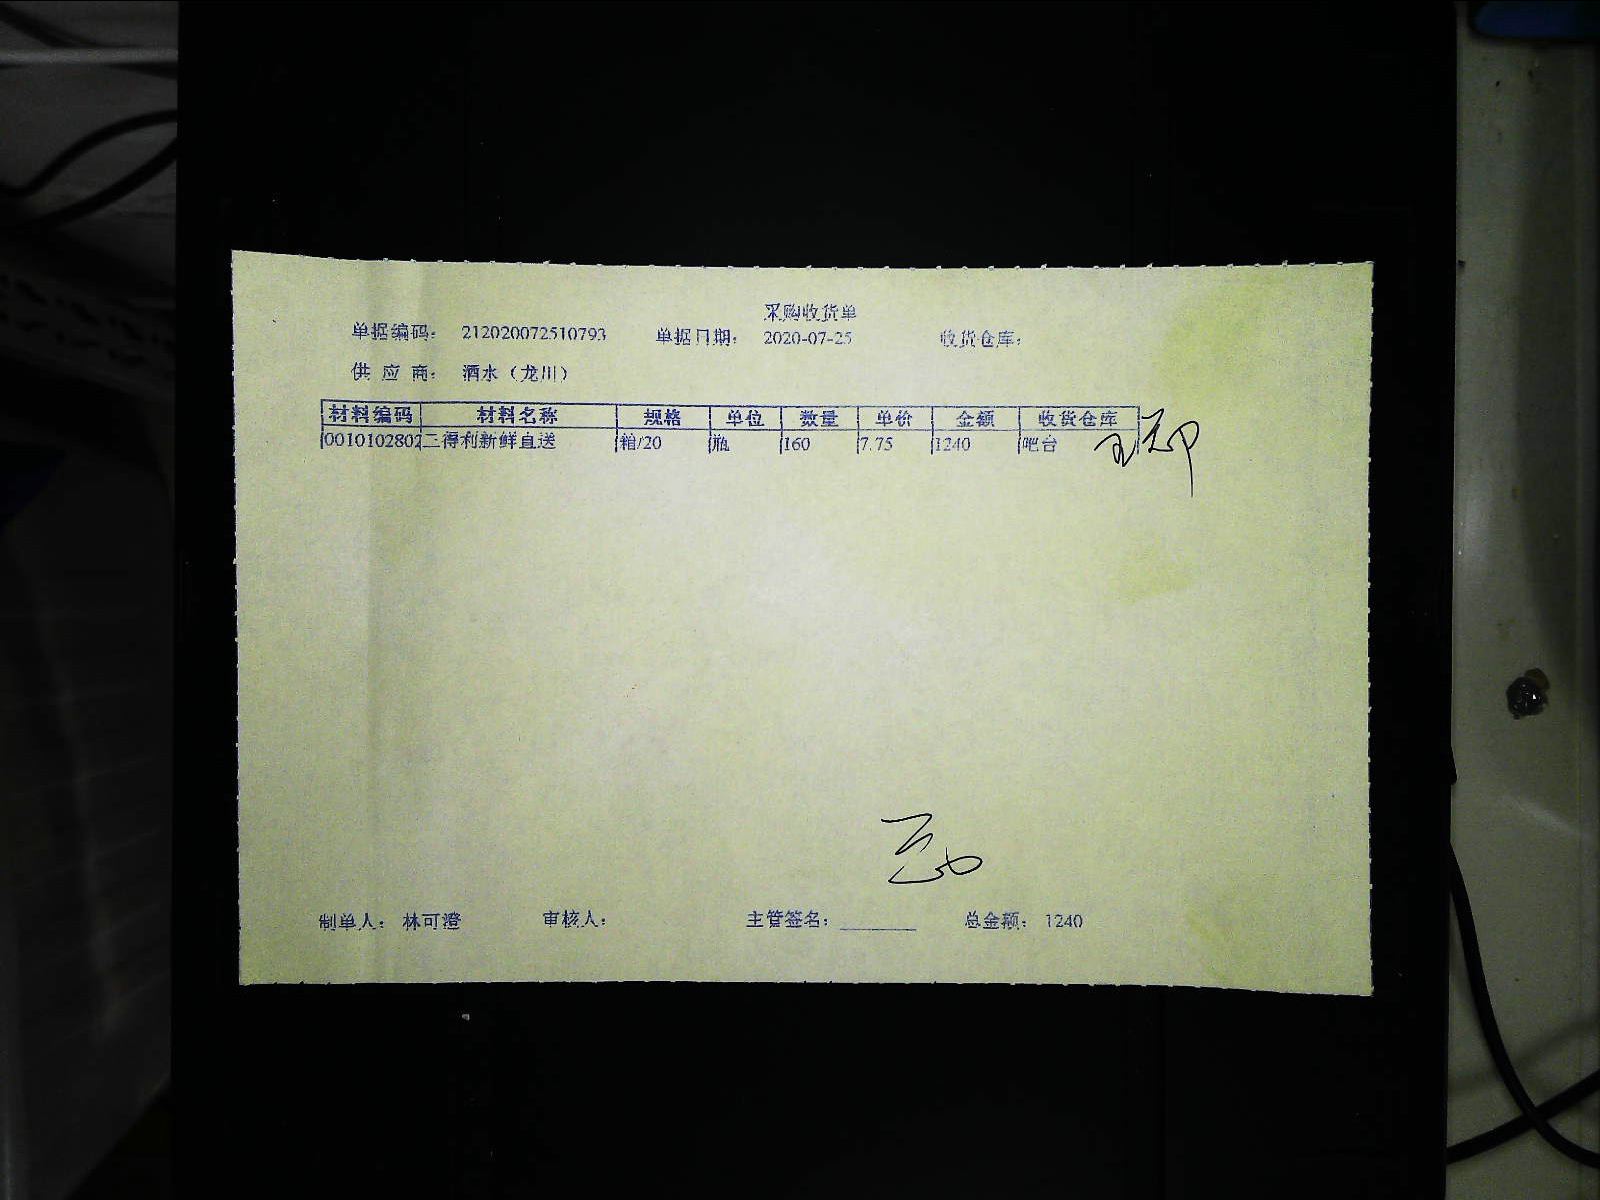 采购收货单
单据编码： 212020072510793 单据日期： 2020-07-25 收货仓库：
供 应 商： 酒水（龙川）
材料编码 材料名称 规格 单位 数量 单价 金额 收货仓库
0010102802 二得利新鲜直送 箱/20 瓶 160 7.75 1240 吧台
制单人： 林可澄 审核人： 主管签名： 总金额： 1240